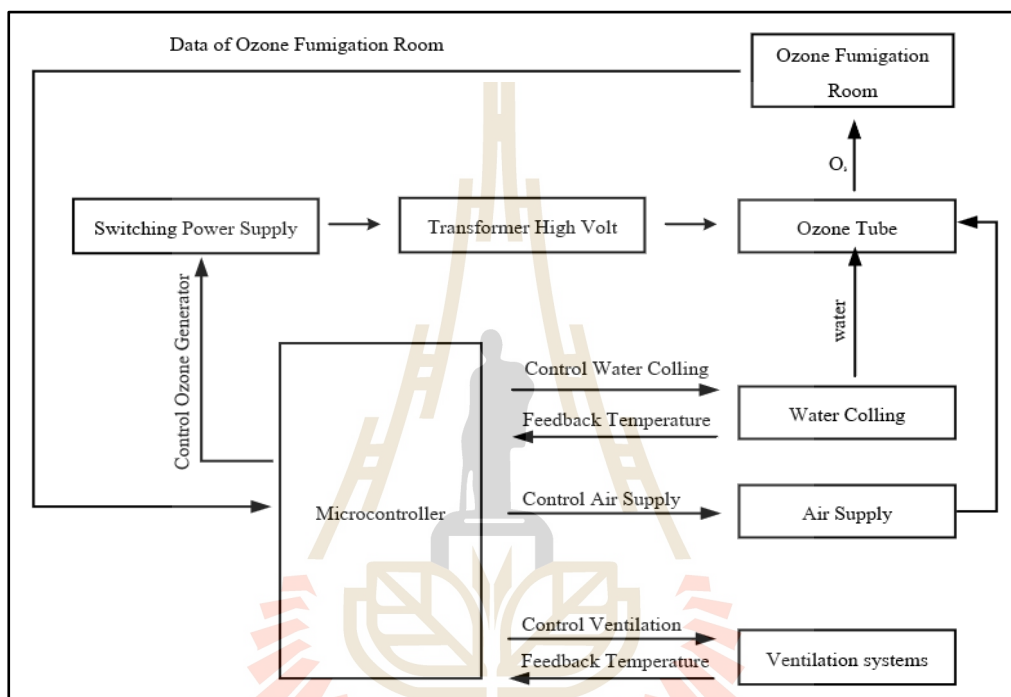 Data of Ozone Fumigation Room
Ozone Fumigation
Room
O₃
Switching Power Supply
Transformer High Volt
Ozone Tube
Control Ozone Generator
water
Control Water Colling
Feedback Temperature
Water Colling
Microcontroller
Control Air Supply
Air Supply
Control Ventilation
Feedback Temperature
Ventilation systems